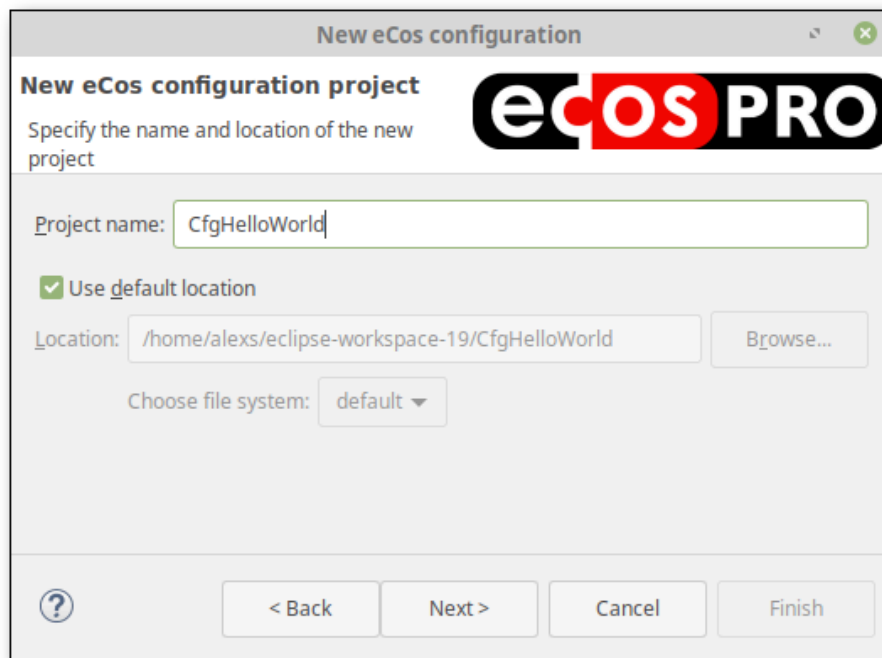 New eCos configuration
New eCos configuration project
eCOS PRO
Specify the name and location of the new
project
Project name: CfgHelloWorld
Use default location
Location: /home/alexs/eclipse-workspace-19/CfgHelloWorld Browse...
Choose file system: default
? < Back Next > Cancel Finish